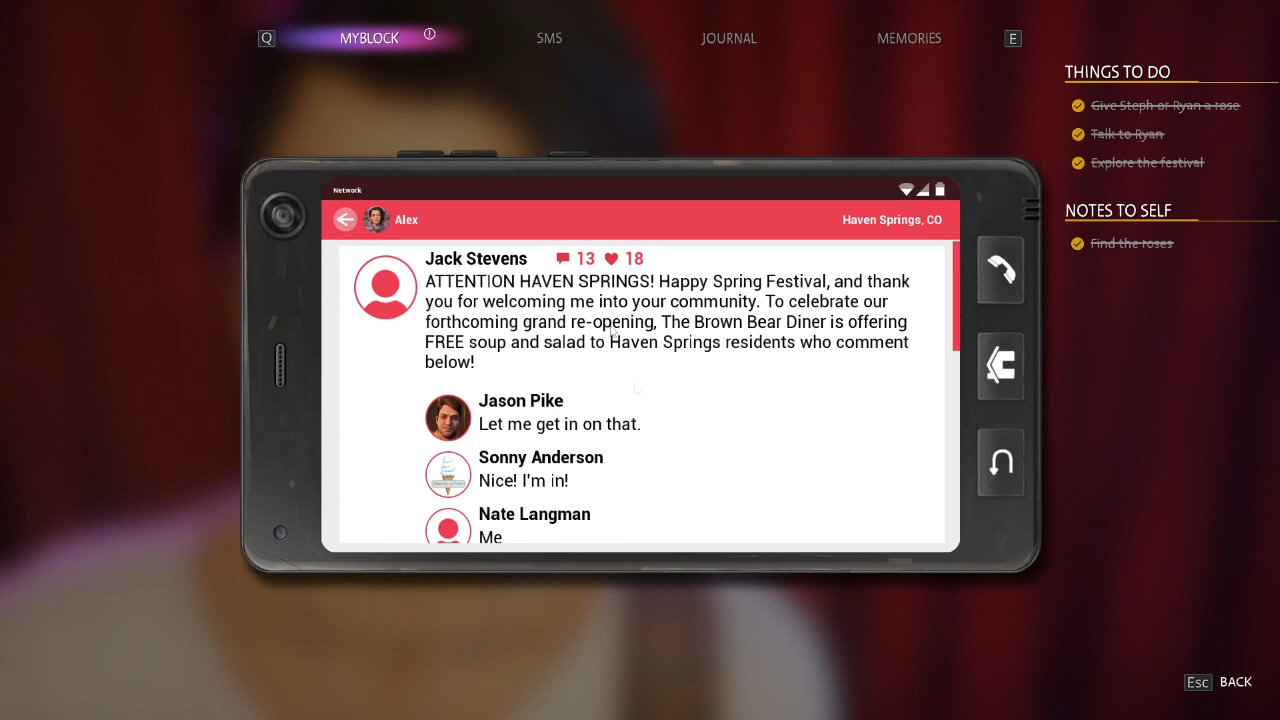 Q MYBLOCK SMS JOURNAL MEMORIES E
THINGS TO DO
Give Steph or Ryan a rose
Talk to Ryan
Explore the festival
NOTES TO SELF
Find the roses
Network
Alex Haven Springs, CO
Jack Stevens 13 18
ATTENTION HAVEN SPRINGS! Happy Spring Festival, and thank
you for welcoming me into your community. To celebrate our
forthcoming grand re-opening, The Brown Bear Diner is offering
FREE soup and salad to Haven Springs residents who comment
below!
Jason Pike
Let me get in on that.
Sonny Anderson
Nice! I'm in!
Nate Langman
Me
Esc BACK